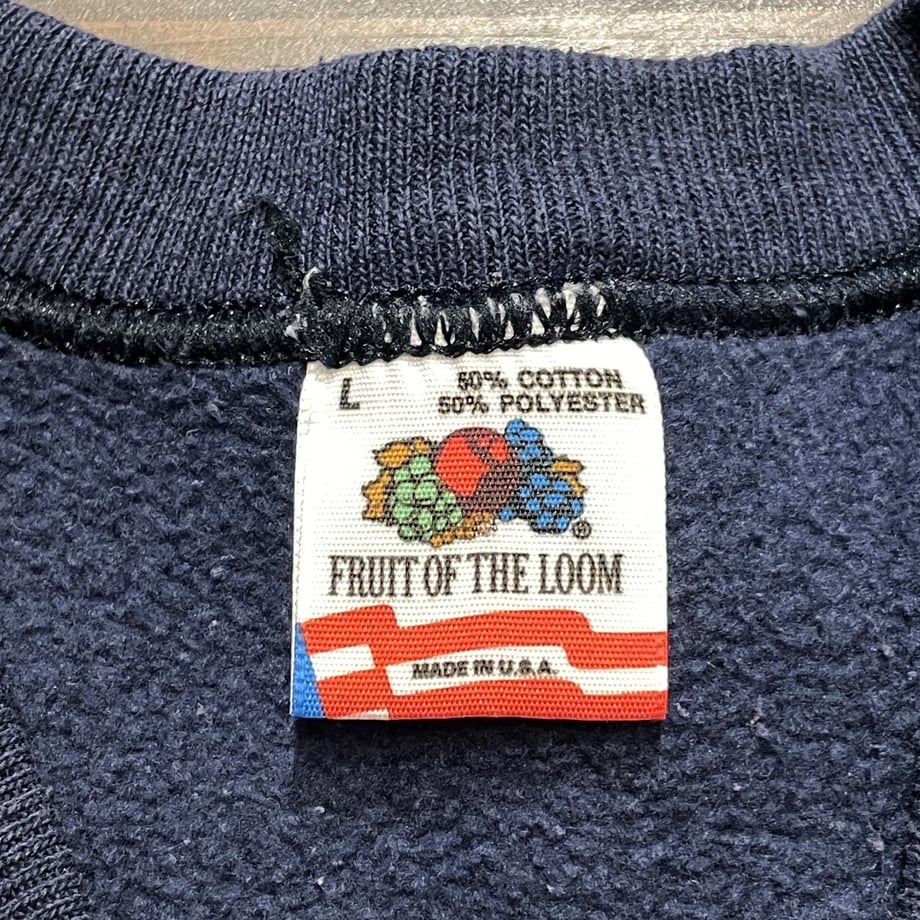 L
50% COTTON
50% POLYESTER
®
FRUIT OF THE LOOM
MADE IN U.S.A.